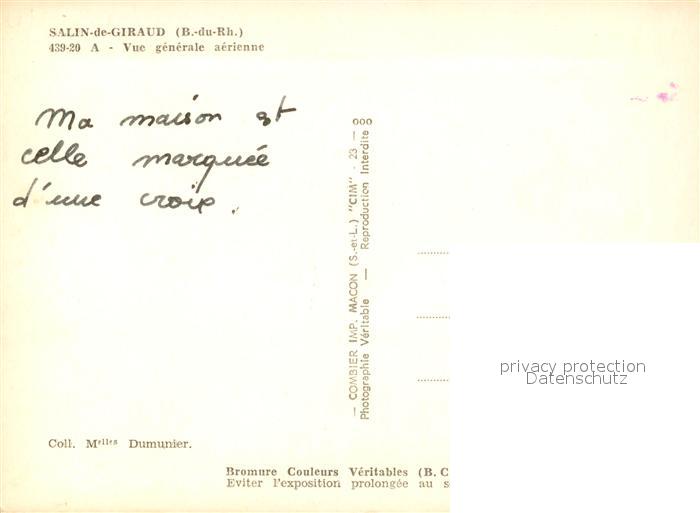 SALIN-de-GIRAUD (B.-du-Rh.)
439-20 A - Vue générale aérienne
Ma maison est
celle marquée
d'une croix.
— COMBIER IMP. MACON (S.-et-L.) "CIM" - 23 — ooo
Photographie Véritable — Reproduction Interdite
privacy protection
Datenschutz
Coll. Melles Dumunier.
Bromure Couleurs Véritables (B. C
Eviter l'exposition prolongée au s